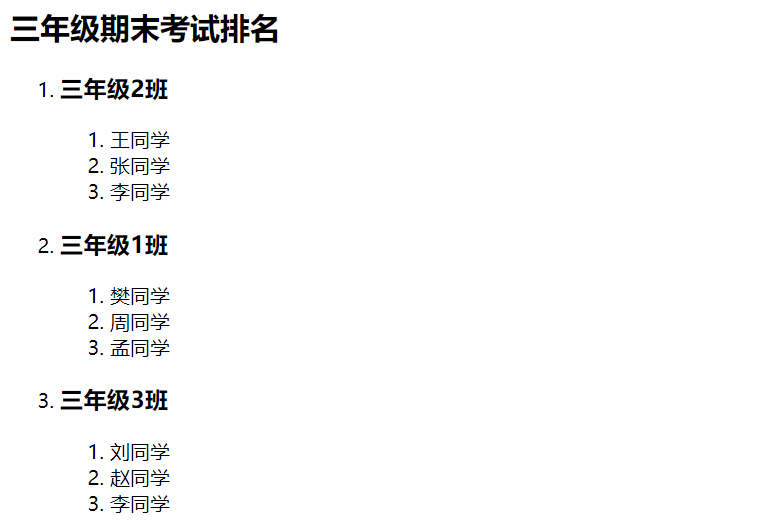 三年级期末考试排名
1. 三年级2班
1. 王同学
2. 张同学
3. 李同学
2. 三年级1班
1. 樊同学
2. 周同学
3. 孟同学
3. 三年级3班
1. 刘同学
2. 赵同学
3. 李同学